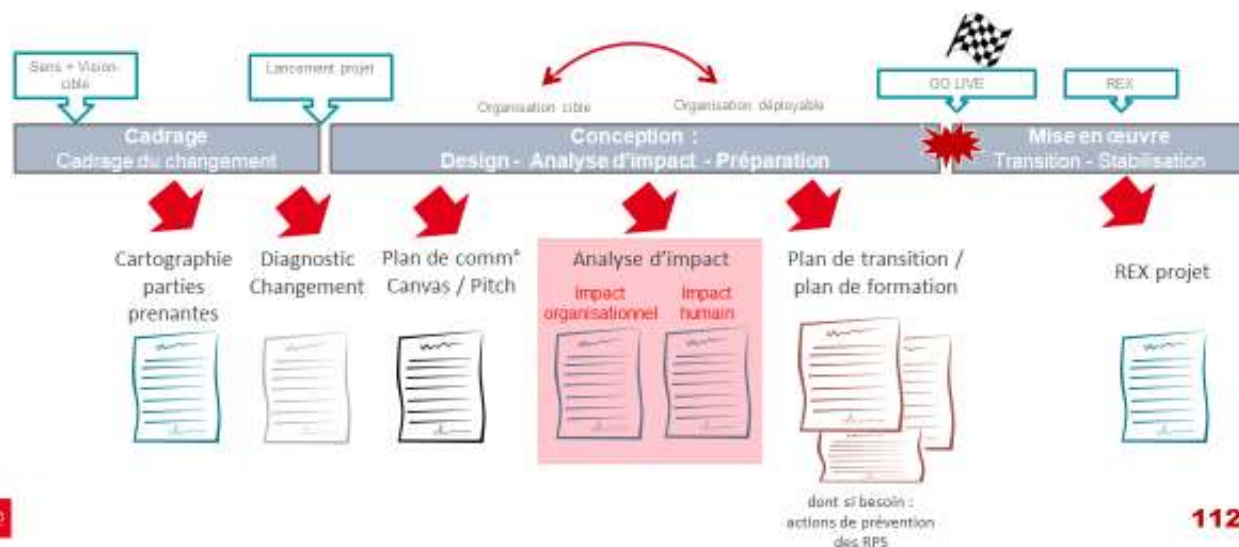 Sens + Vision-
cible
Lancement projet
Organisation cible
Organisation déployable
GO LIVE
REX
Cadrage
Cadrage du changement
Conception :
Design - Analyse d'impact - Préparation
Mise en œuvre
Transition - Stabilisation
Cartographie
parties
prenantes
Diagnostic
Changement
Plan de comm°
Canvas / Pitch
Analyse d'impact
Impact
organisationnel
Impact
humain
Plan de transition /
plan de formation
REX projet
dont si besoin :
actions de prévention
des RPS
112